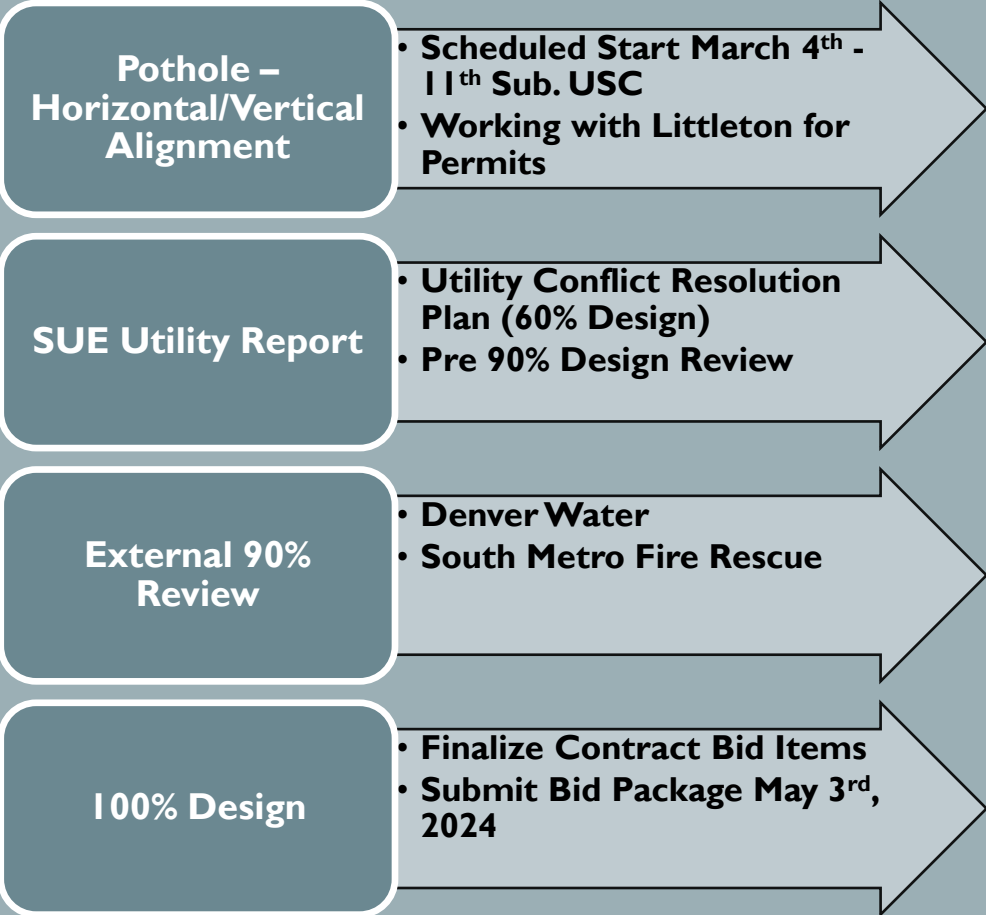 Pothole –
Horizontal/Vertical
Alignment
• Scheduled Start March 4th -
11th Sub. USC
• Working with Littleton for
Permits
SUE Utility Report
• Utility Conflict Resolution
Plan (60% Design)
• Pre 90% Design Review
External 90%
Review
• Denver Water
• South Metro Fire Rescue
100% Design
• Finalize Contract Bid Items
• Submit Bid Package May 3rd,
2024